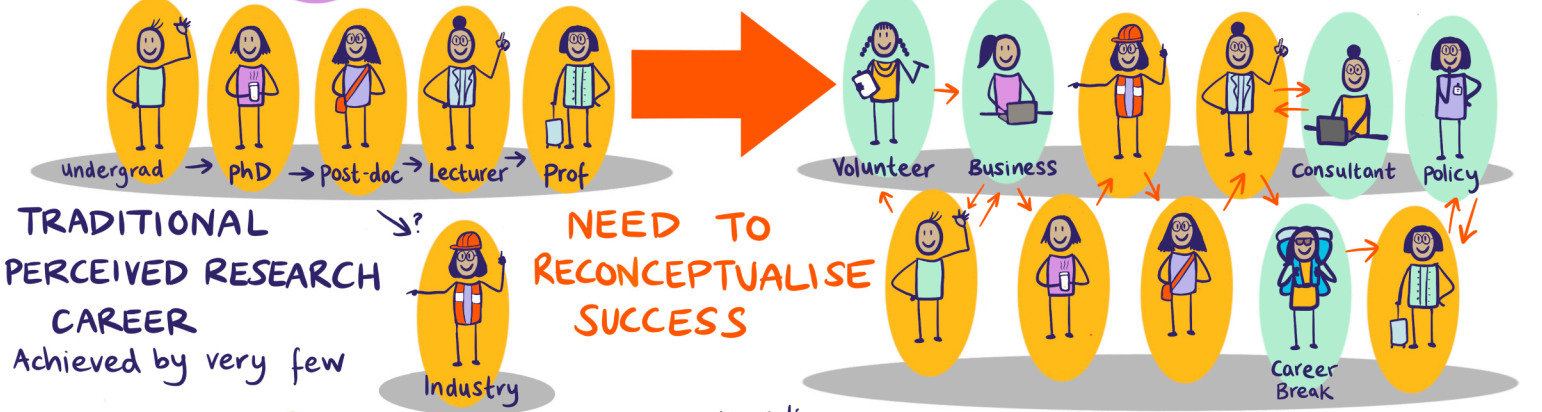 undergrad → PhD → Post-doc → Lecturer → Prof
?
Industry
TRADITIONAL
PERCEIVED RESEARCH
CAREER
Achieved by very few
NEED TO
RECONCEPTUALISE
SUCCESS
Volunteer
Business
Consultant
Policy
Career
Break